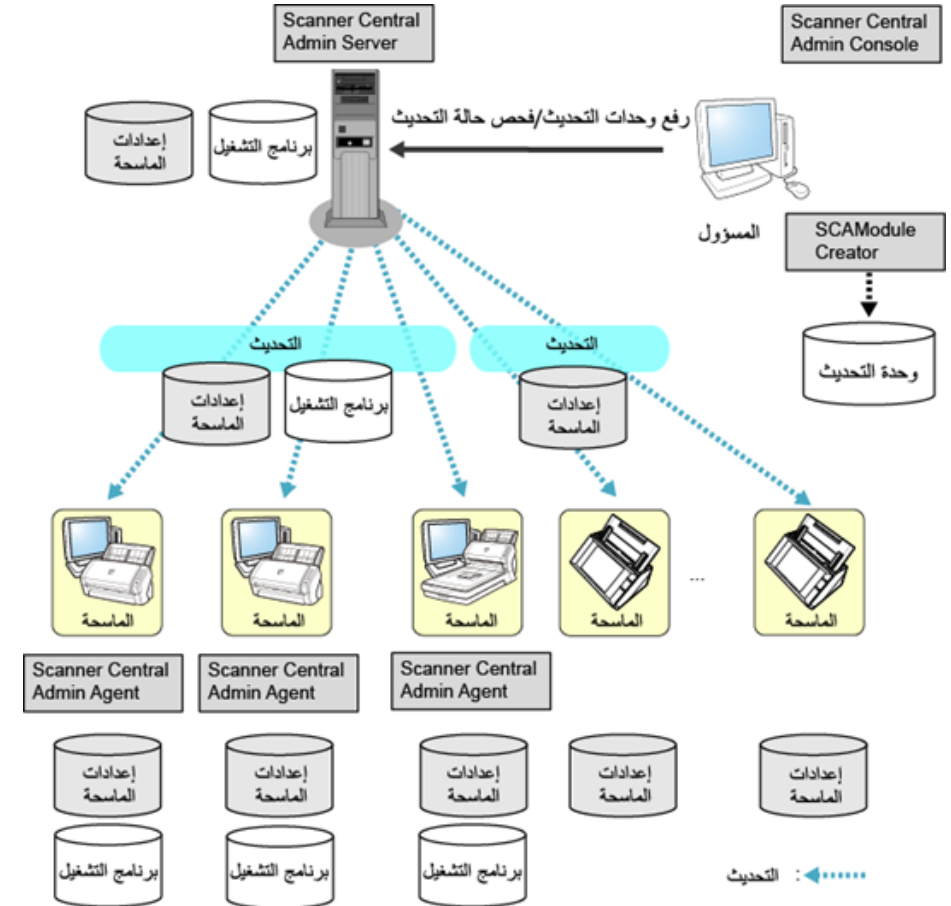 Scanner Central
Admin Server
Scanner Central
Admin Console
رفع وحدات التحديث/فحص حالة التحديث
إعدادات
الماسحة
برنامج التشغيل
المسؤول
SCAModule
Creator
التحديث
التحديث
وحدة التحديث
إعدادات
الماسحة
برنامج التشغيل
إعدادات
الماسحة
الماسحة
الماسحة
الماسحة
الماسحة
...
الماسحة
Scanner Central
Admin Agent
Scanner Central
Admin Agent
Scanner Central
Admin Agent
إعدادات
الماسحة
إعدادات
الماسحة
إعدادات
الماسحة
إعدادات
الماسحة
إعدادات
الماسحة
برنامج التشغيل
برنامج التشغيل
برنامج التشغيل
: التحديث